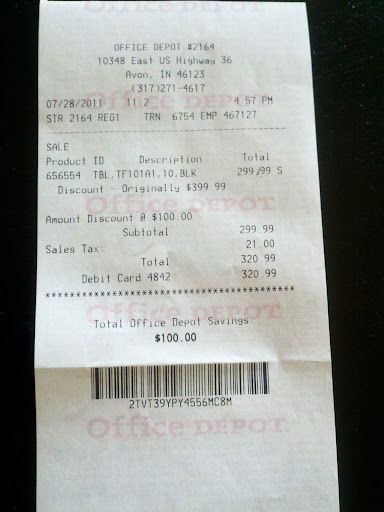 OFFICE DEPOT #2164
10348 East US Highway 36
Avon, IN 46123
(317)271-4617
07/28/2011 11 2 4 57 PM
STR 2164 REG1 TRN 6754 EMP 467127
SALE
Product ID Description Total
656554 TBL,TF101A1,10,BLK 299.99 S
Discount - Originally $399 99
Amount Discount @ $100.00
Subtotal 299.99
Sales Tax: 21.00
Total 320 99
Debit Card 4842 320 99
****************************************
Total Office Depot Savings
$100.00
2TVT39YPY4556MC8M
Office DEPOT